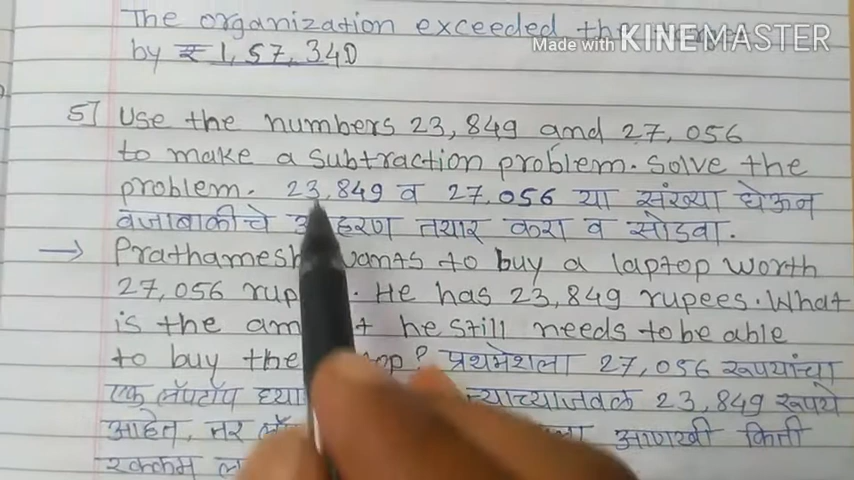 The organization exceeded the
Made with KINEMASTER
by ₹ 1,57,340
5] Use the numbers 23,849 and 27,056
to make a subtraction problem. Solve the
problem. 23,849 व 27,056 या संख्या घेऊन
वजाबाकीचे तयार करा व सोडवा.
→ Prathamesh wants to buy a laptop worth
27,056 He has 23,849 rupees. What
is the he still needs to be able
to buy the प्रथमेशला 27,056 रूपयांचा
एक लॅपटॉप त्याच्याजवळ 23,849 रूपये
आहेत, तर आणखी किती
रक्कम